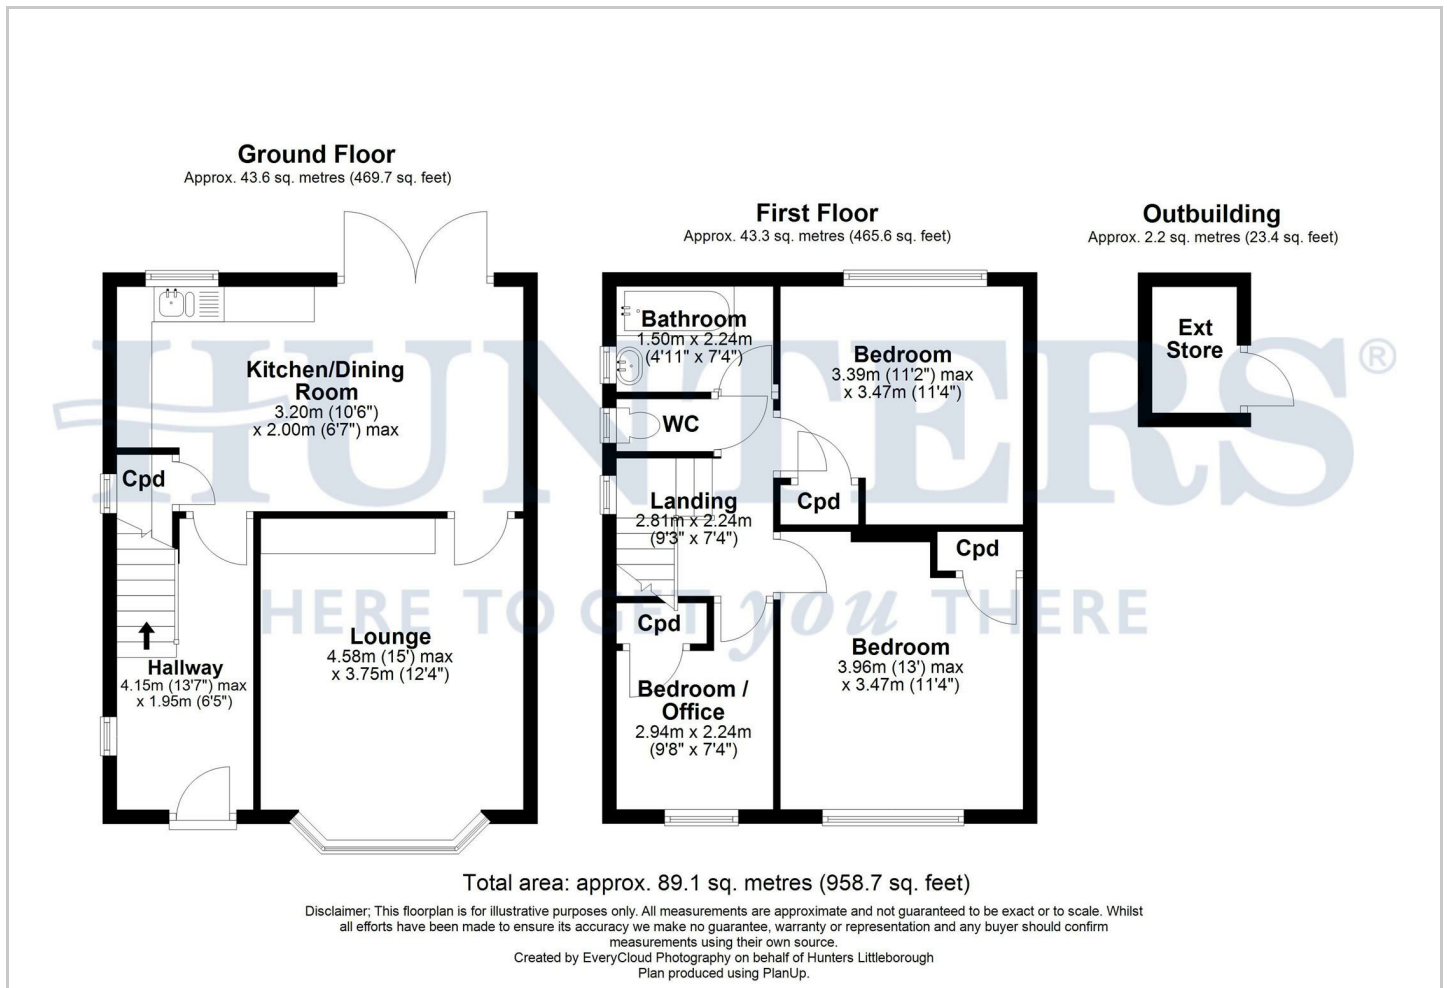 Ground Floor
Approx. 43.6 sq. metres (469.7 sq. feet)
Kitchen/Dining
Room
3.20m (10'6")
x 2.00m (6'7") max
Cpd
Lounge
4.58m (15') max
x 3.75m (12'4")
Hallway
4.15m (13'7") max
x 1.95m (6'5")
First Floor
Approx. 43.3 sq. metres (465.6 sq. feet)
Bathroom
1.50m x 2.24m
(4'11" x 7'4")
Bedroom
3.39m (11'2") max
x 3.47m (11'4")
WC
Landing
2.81m x 2.24m
(9'3" x 7'4")
Cpd
Cpd
Cpd
Bedroom /
Office
2.94m x 2.24m
(9'8" x 7'4")
Bedroom
3.96m (13') max
x 3.47m (11'4")
Outbuilding
Approx. 2.2 sq. metres (23.4 sq. feet)
Ext
Store
HUNTERS®
HERE TO GET you THERE
Total area: approx. 89.1 sq. metres (958.7 sq. feet)
Disclaimer; This floorplan is for illustrative purposes only. All measurements are approximate and not guaranteed to be exact or to scale. Whilst
all efforts have been made to ensure its accuracy we make no guarantee, warranty or representation and any buyer should confirm
measurements using their own source.
Created by EveryCloud Photography on behalf of Hunters Littleborough
Plan produced using PlanUp.